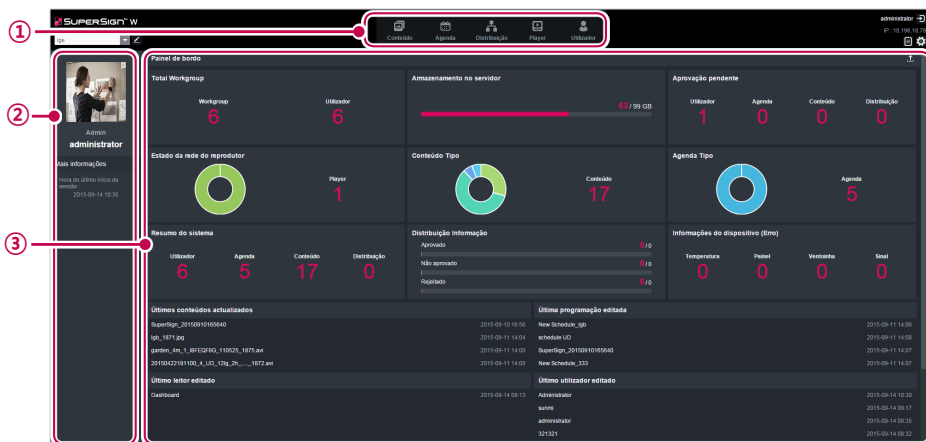 SUPERSIGN™ W
Conteúdo Agenda Distribuição Player Utilizador
administrator
IP : 10.196.18.78
lge
①
②
③
Admin
administrator
Mais informações
Hora do último início de
sessão :
2015-09-14 10:35
Painel de bordo
Total Workgroup
Workgroup Utilizador
6 6
Armazenamento no servidor
63 / 99 GB
Aprovação pendente
Utilizador Agenda Conteúdo Distribuição
1 0 0 0
Estado da rede do reprodutor
Player
1
Conteúdo Tipo
Conteúdo
17
Agenda Tipo
Agenda
5
Resumo do sistema
Utilizador Agenda Conteúdo Distribuição
6 5 17 0
Distribuição Informação
Aprovado 0 / 0
Não aprovado 0 / 0
Rejeitado 0 / 0
Informações do dispositivo (Erro)
Temperatura Painel Ventoinha Sinal
0 0 0 0
Últimos conteúdos actualizados
SuperSign_20150910165640 2015-09-10 16:56
lgb_1871.jpg 2015-09-11 14:04
garden_4m_1_I8FEQF8G_110525_1875.avi 2015-09-11 14:00
20150422181100_4_UD_12lg_2h_...._1872.avi 2015-09-11 14:00
Última programação editada
New Schedule_lgb 2015-09-11 14:06
schedule UD 2015-09-11 14:08
SuperSign_20150910165640 2015-09-11 14:07
New Schedule_333 2015-09-11 14:07
Último leitor editado
Dashboard 2015-09-14 08:13
Último utilizador editado
Administrator 2015-09-14 10:30
sunmi 2015-09-14 09:17
administrator 2015-09-14 08:35
321321 2015-09-14 08:32